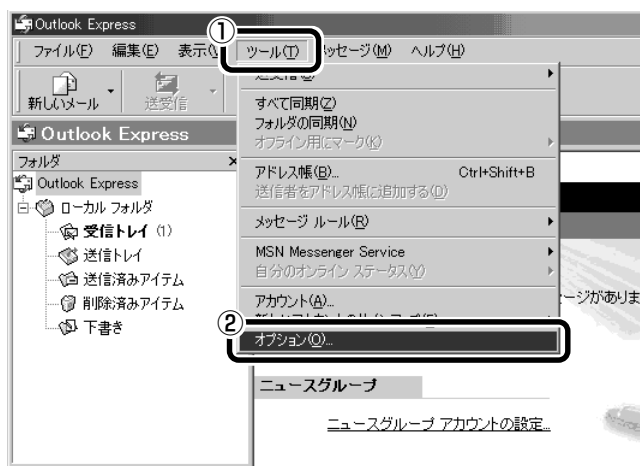 Outlook Express
①
ファイル(F) 編集(E) 表示(V) ツール(T) メッセージ(M) ヘルプ(H)
新しいメール 送受信
Outlook Express
フォルダ ×
Outlook Express
ローカル フォルダ
受信トレイ (1)
送信トレイ
送信済みアイテム
削除済みアイテム
下書き
すべて同期(Z)
フォルダの同期(N)
オフライン用にマーク(K)
アドレス帳(B)... Ctrl+Shift+B
送信者をアドレス帳に追加する(D)
メッセージ ルール(R)
MSN Messenger Service
自分のオンライン ステータス(Y)
アカウント(A)...
②
オプション(O)...
ージがありま
ニュースグループ
ニュースグループ アカウントの設定...